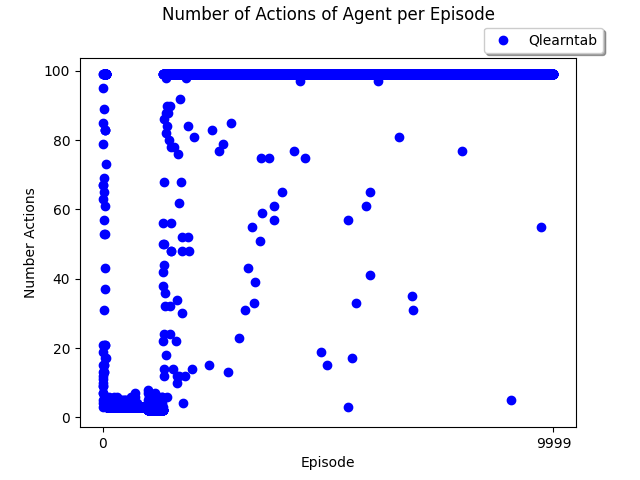 Number of Actions of Agent per Episode
Qlearntab
100
80
60
40
20
0
Number Actions
0
9999
Episode